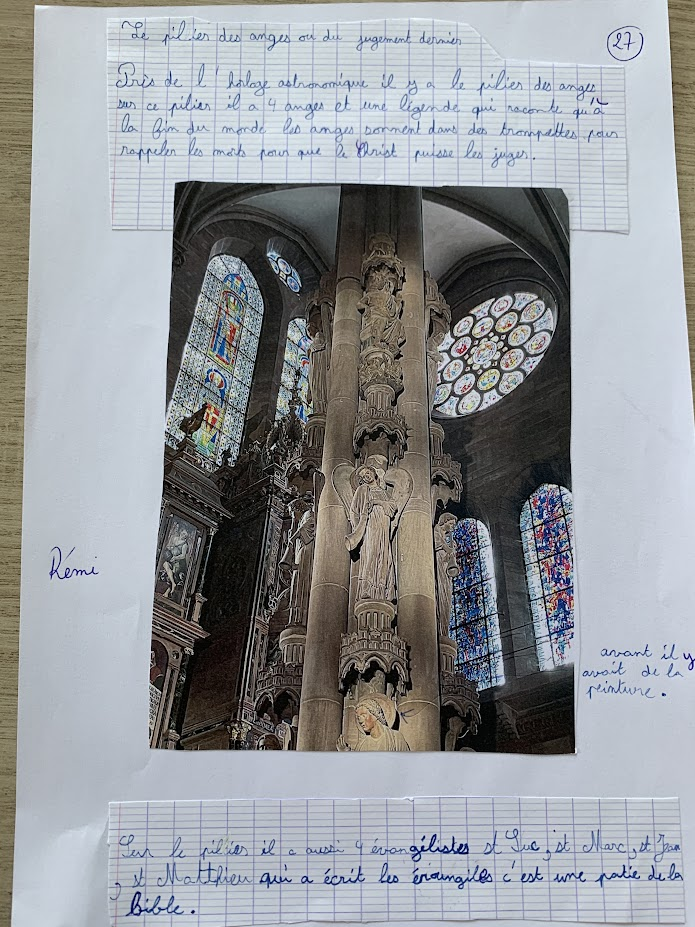 Le pilier des anges ou du jugement dernier
27
Près de l'horloge astronomique il y a le pilier des anges
sur ce pilier il a 4 anges et une légende qui raconte qu'à
la fin du monde les anges sonnent dans des trompettes pour
rappeler les morts pour que le Christ puisse les juger.
Rémi
avant il y
avait de la
peinture.
Sur le pilier il a aussi 4 évangélistes st Luc, st Marc, st Jean
, st Matthieu qui a écrit les évangiles c'est une patie de la
bible.